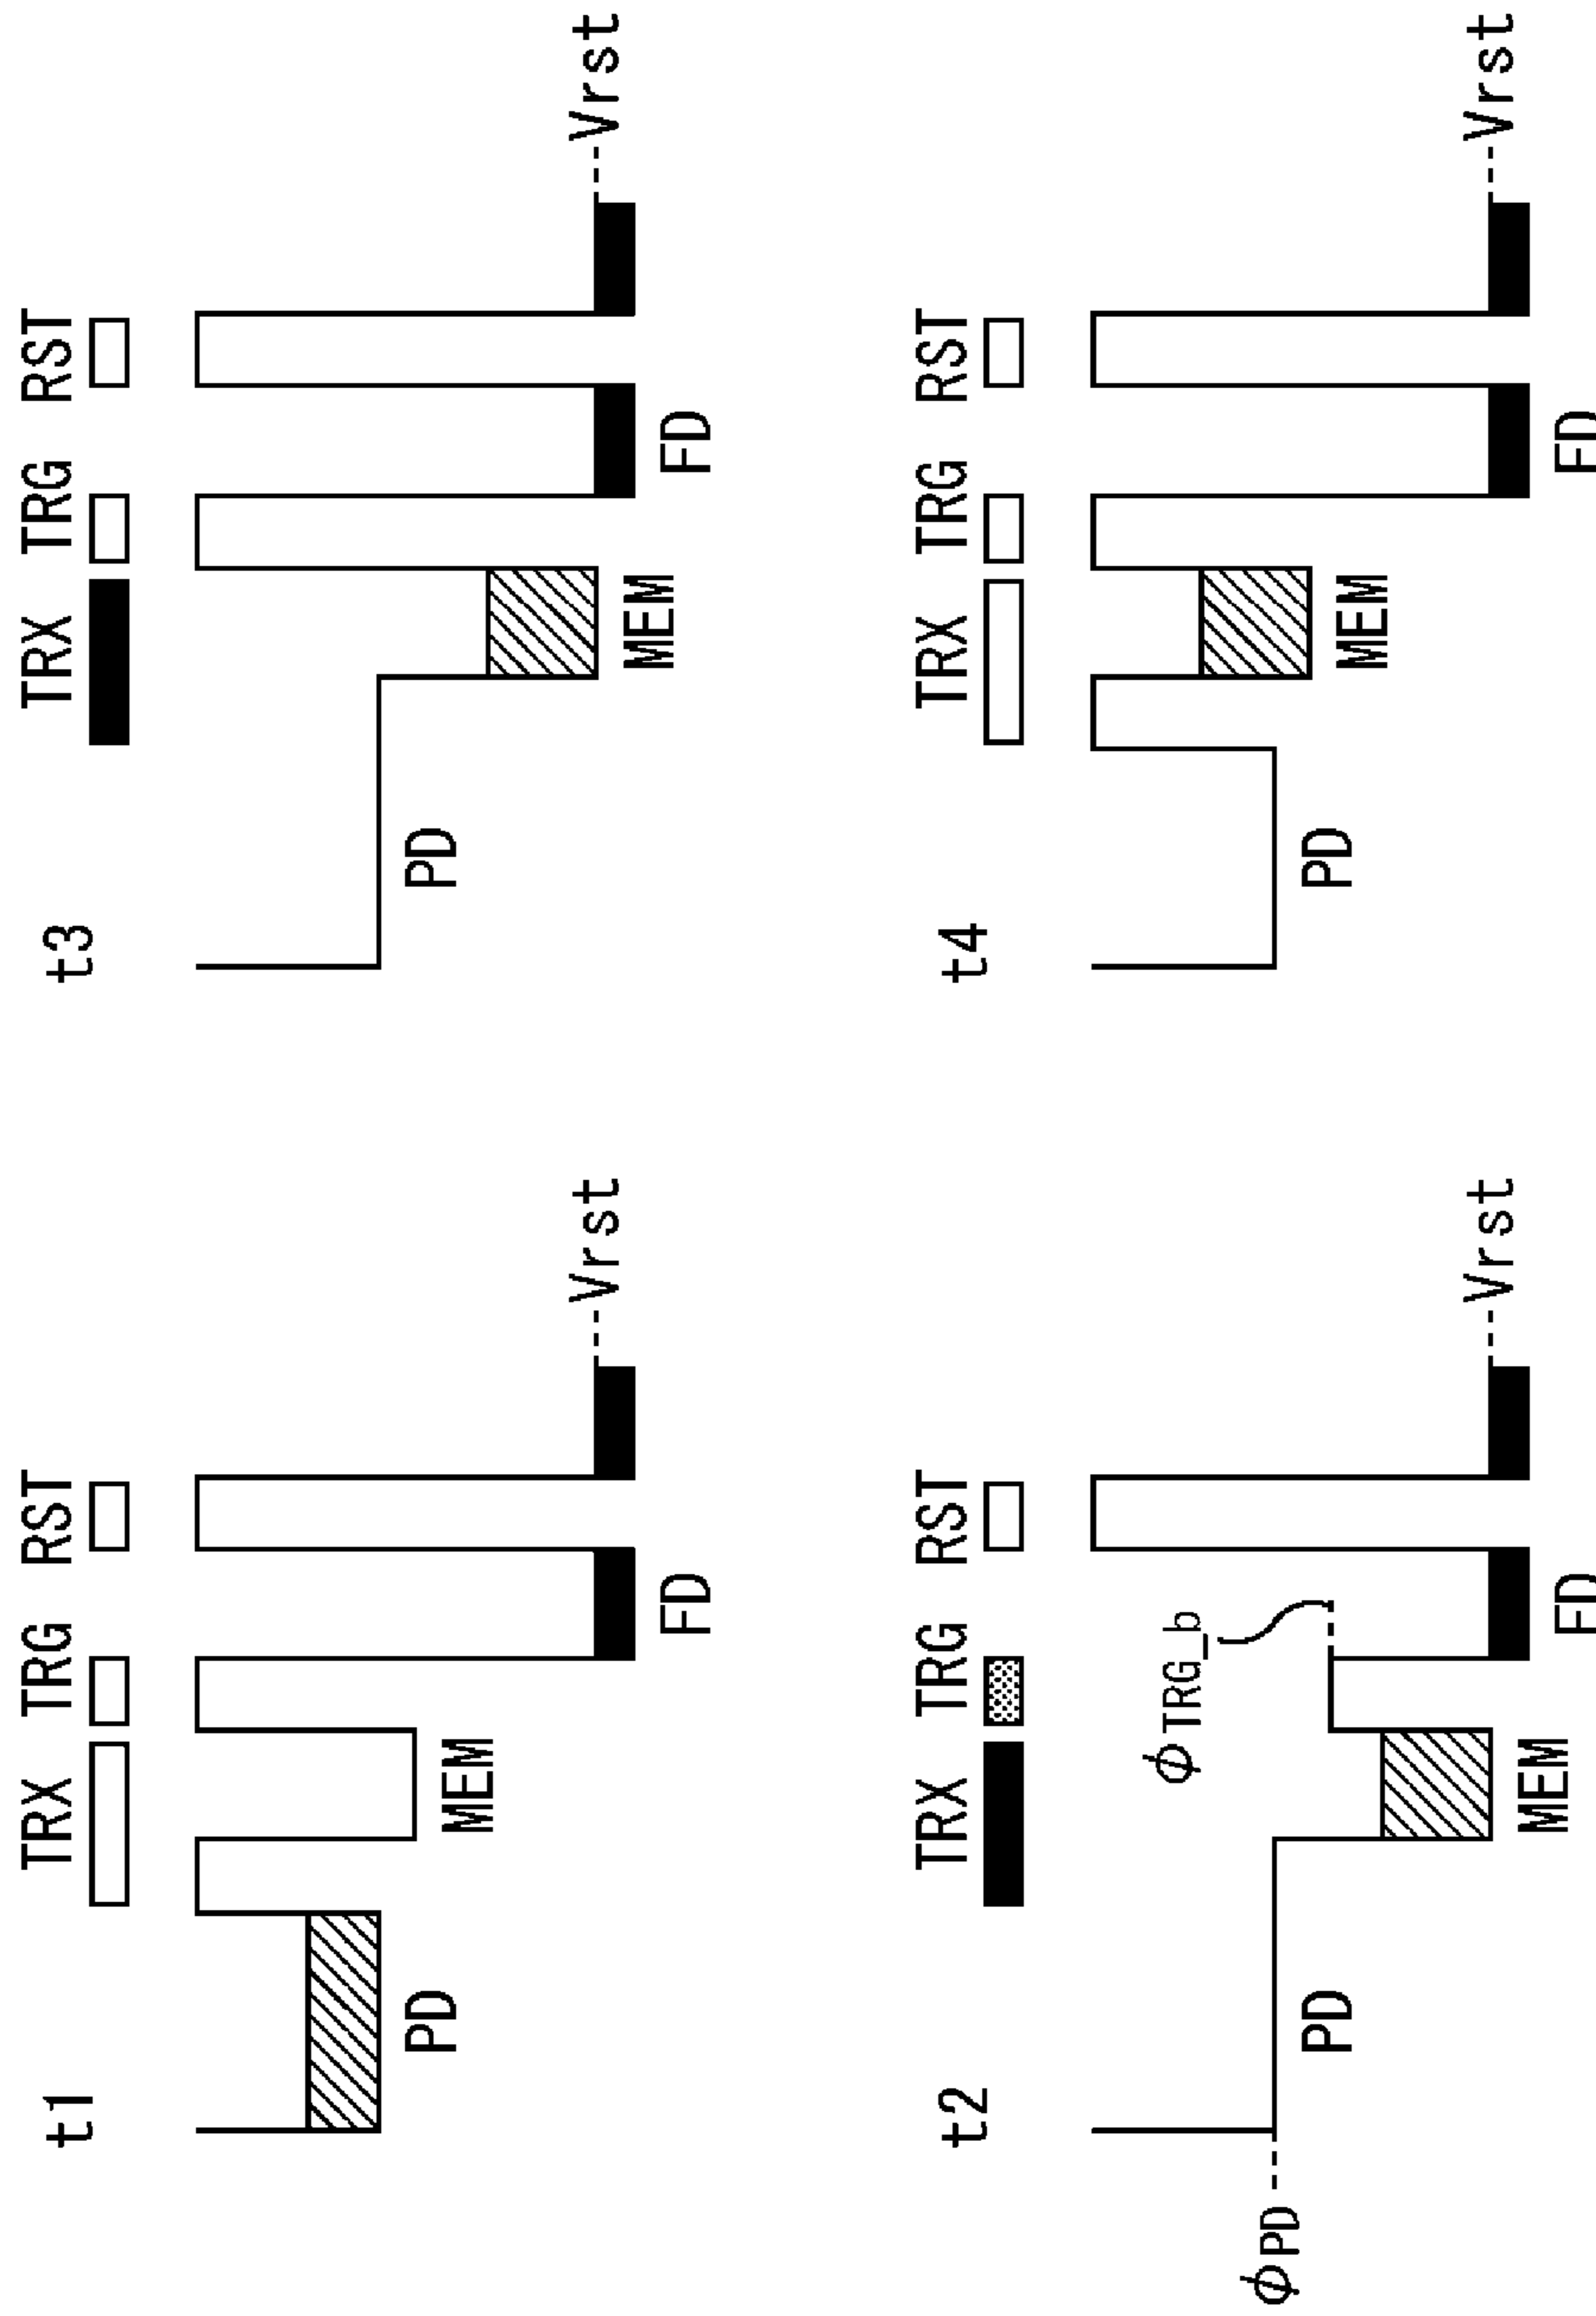 t1
TRX TRG RST
PD
MEM
FD
Vrst
t2
TRX TRG RST
ϕPD
PD
MEM
ϕTRG_b
FD
Vrst
t3
TRX TRG RST
PD
MEM
FD
Vrst
t4
TRX TRG RST
PD
MEM
FD
Vrst